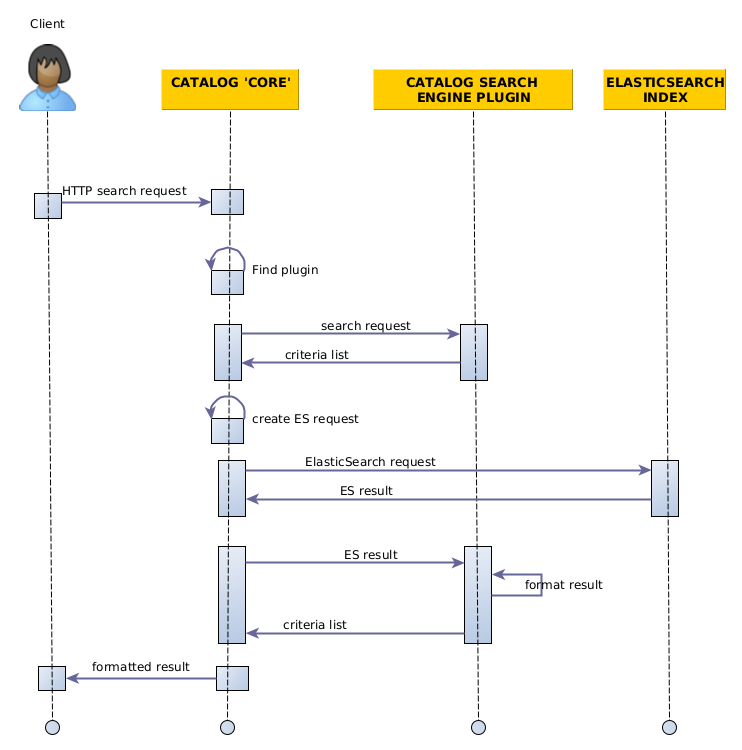 Client
CATALOG 'CORE'
CATALOG SEARCH
ENGINE PLUGIN
ELASTICSEARCH
INDEX
HTTP search request
Find plugin
search request
criteria list
create ES request
ElasticSearch request
ES result
ES result
format result
criteria list
formatted result